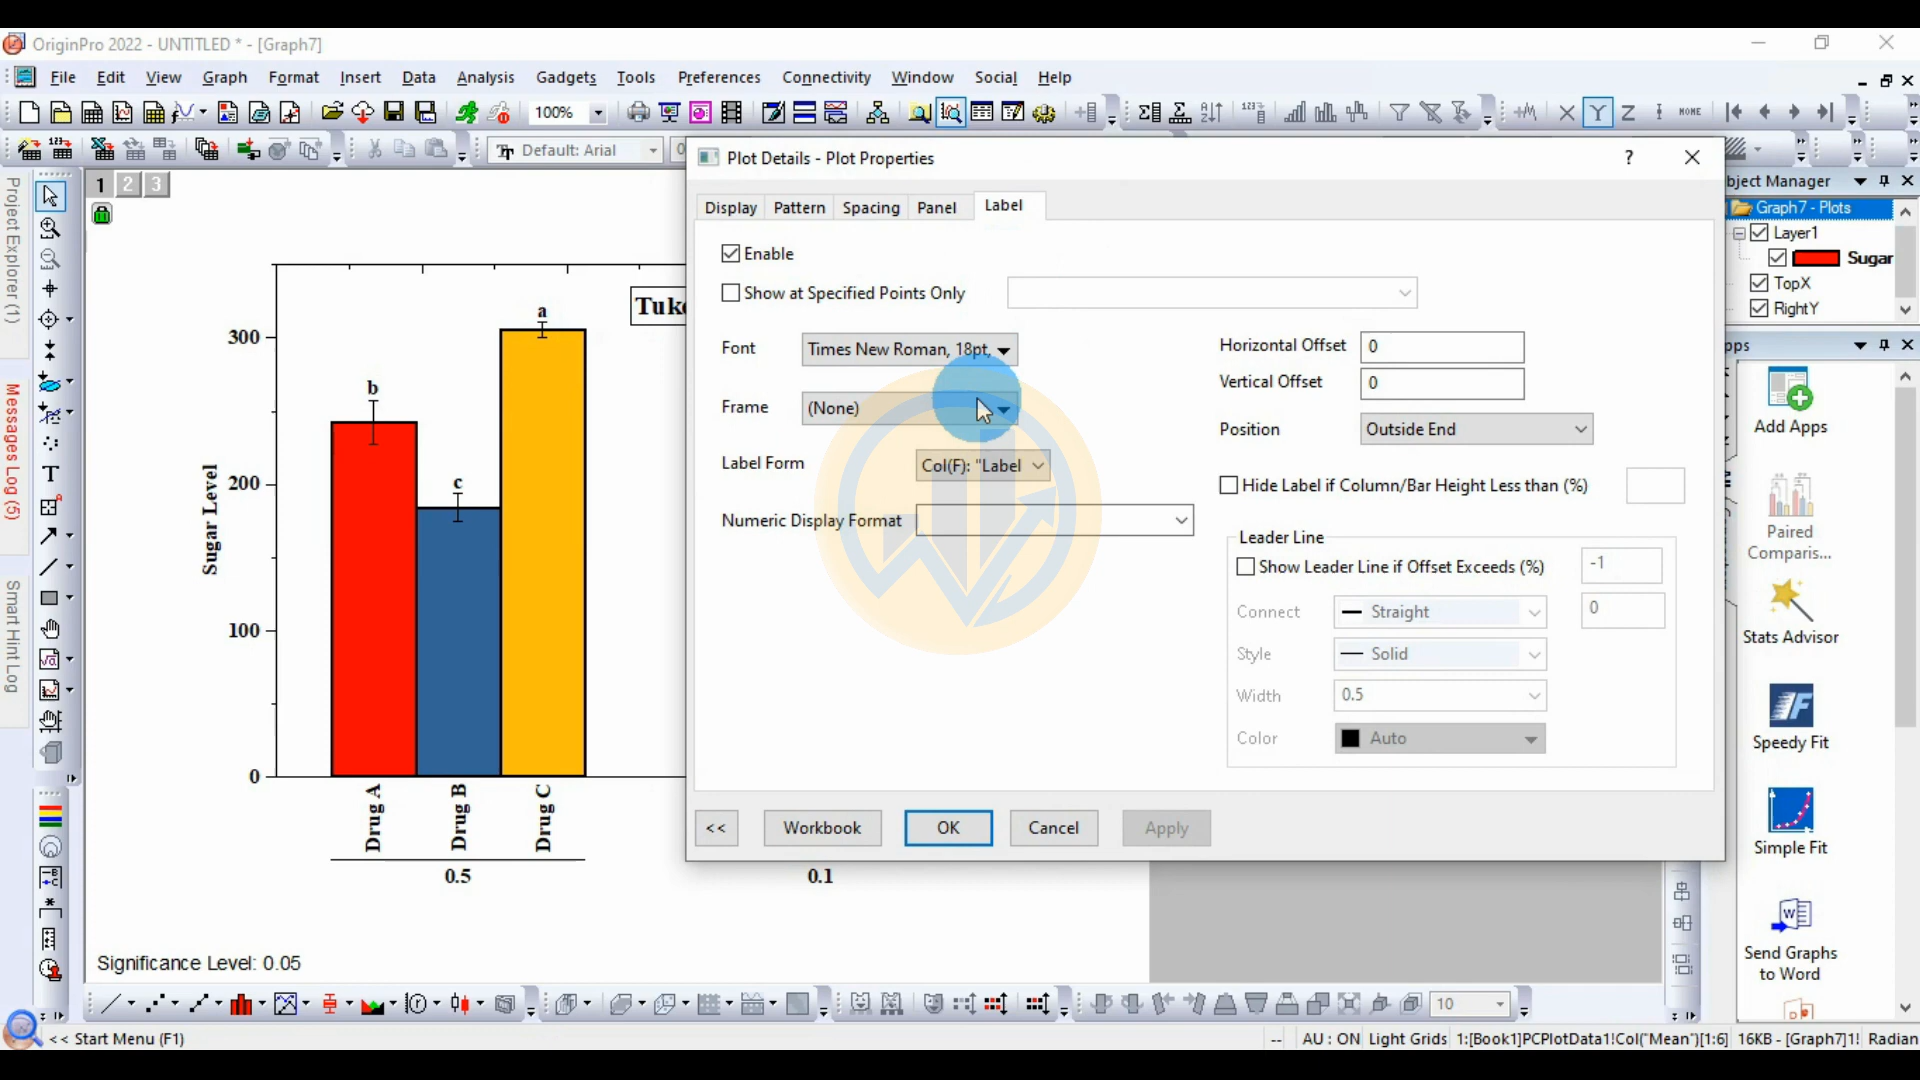 OriginPro 2022 - UNTITLED * - [Graph7]
File Edit View Graph Format Insert Data Analysis Gadgets Tools Preferences Connectivity Window Social Help
100%
Default: Arial
Plot Details - Plot Properties
Display Pattern Spacing Panel Label
Enable
Show at Specified Points Only
Font Times New Roman, 18pt,
Frame (None)
Label Form Col(F): "Label
Numeric Display Format
Horizontal Offset 0
Vertical Offset 0
Position Outside End
Hide Label if Column/Bar Height Less than (%)
Leader Line
Show Leader Line if Offset Exceeds (%) -1
Connect Straight 0
Style Solid
Width 0.5
Color Auto
<< Workbook OK Cancel Apply
Project Explorer (1)
Messages Log (5)
Smart Hint Log
1 2 3
Tuke
Sugar Level
300
200
100
0
b
c
a
Drug A
Drug B
Drug C
0.5
0.1
Significance Level: 0.05
bject Manager
Graph7 - Plots
Layer1
Sugar
TopX
RightY
pps
Add Apps
Paired
Comparis...
Stats Advisor
Speedy Fit
Simple Fit
Send Graphs
to Word
10
<< Start Menu (F1)
-- AU : ON Light Grids 1:[Book1]PCPlotData1!Col("Mean")[1:6] 16KB - [Graph7]1! Radian